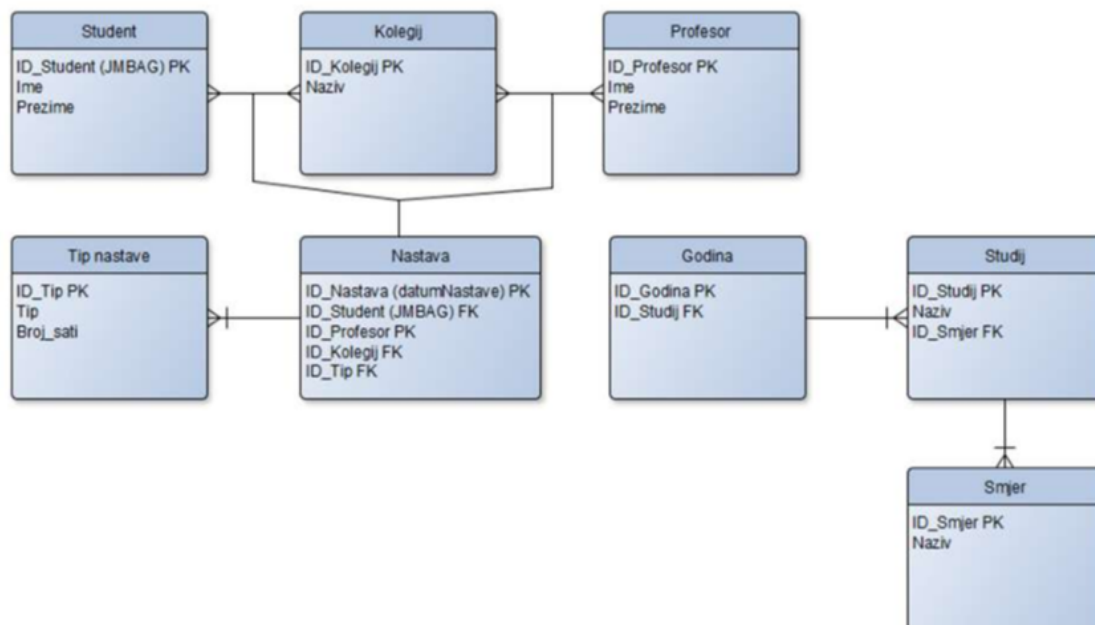 Student
ID_Student (JMBAG) PK
Ime
Prezime
Kolegij
ID_Kolegij PK
Naziv
Profesor
ID_Profesor PK
Ime
Prezime
Tip nastave
ID_Tip PK
Tip
Broj_sati
Nastava
ID_Nastava (datumNastave) PK
ID_Student (JMBAG) FK
ID_Profesor PK
ID_Kolegij FK
ID_Tip FK
Godina
ID_Godina PK
ID_Studij FK
Studij
ID_Studij PK
Naziv
ID_Smjer FK
Smjer
ID_Smjer PK
Naziv